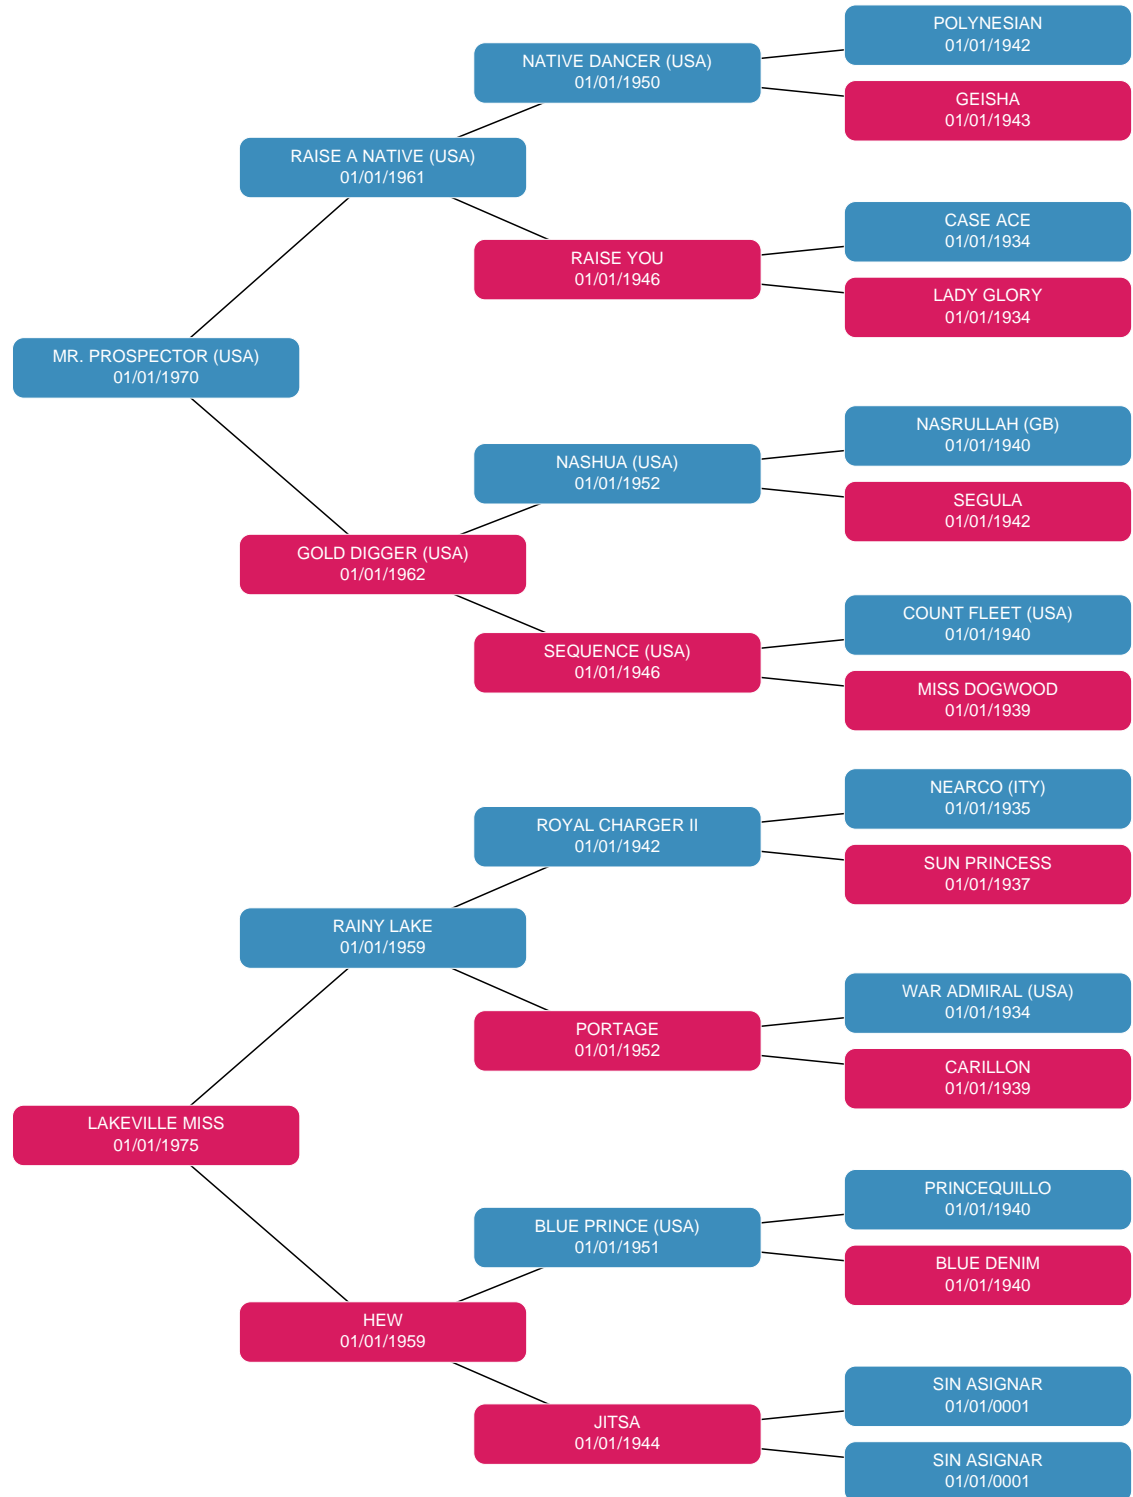 POLYNESIAN
01/01/1942
NATIVE DANCER (USA)
01/01/1950
GEISHA
01/01/1943
RAISE A NATIVE (USA)
01/01/1961
CASE ACE
01/01/1934
RAISE YOU
01/01/1946
LADY GLORY
01/01/1934
MR. PROSPECTOR (USA)
01/01/1970
NASRULLAH (GB)
01/01/1940
NASHUA (USA)
01/01/1952
SEGULA
01/01/1942
GOLD DIGGER (USA)
01/01/1962
COUNT FLEET (USA)
01/01/1940
SEQUENCE (USA)
01/01/1946
MISS DOGWOOD
01/01/1939
NEARCO (ITY)
01/01/1935
ROYAL CHARGER II
01/01/1942
SUN PRINCESS
01/01/1937
RAINY LAKE
01/01/1959
WAR ADMIRAL (USA)
01/01/1934
PORTAGE
01/01/1952
CARILLON
01/01/1939
LAKEVILLE MISS
01/01/1975
PRINCEQUILLO
01/01/1940
BLUE PRINCE (USA)
01/01/1951
BLUE DENIM
01/01/1940
HEW
01/01/1959
SIN ASIGNAR
01/01/0001
JITSA
01/01/1944
SIN ASIGNAR
01/01/0001